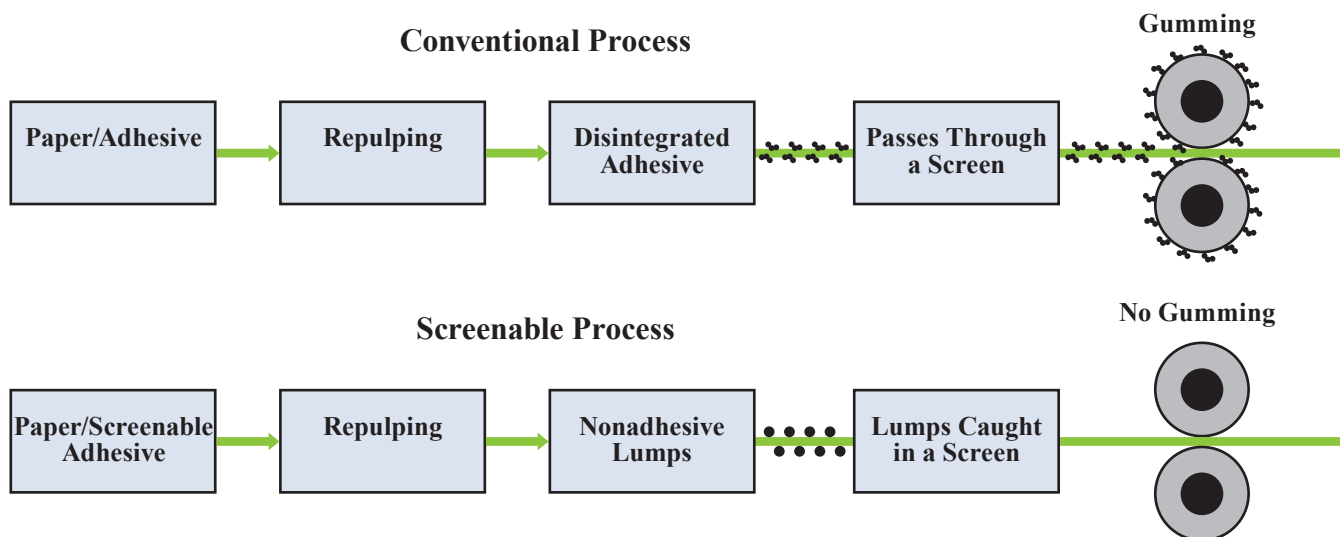 Conventional Process
Gumming
Paper/Adhesive
Repulping
Disintegrated
Adhesive
Passes Through
a Screen
Screenable Process
No Gumming
Paper/Screenable
Adhesive
Repulping
Nonadhesive
Lumps
Lumps Caught
in a Screen